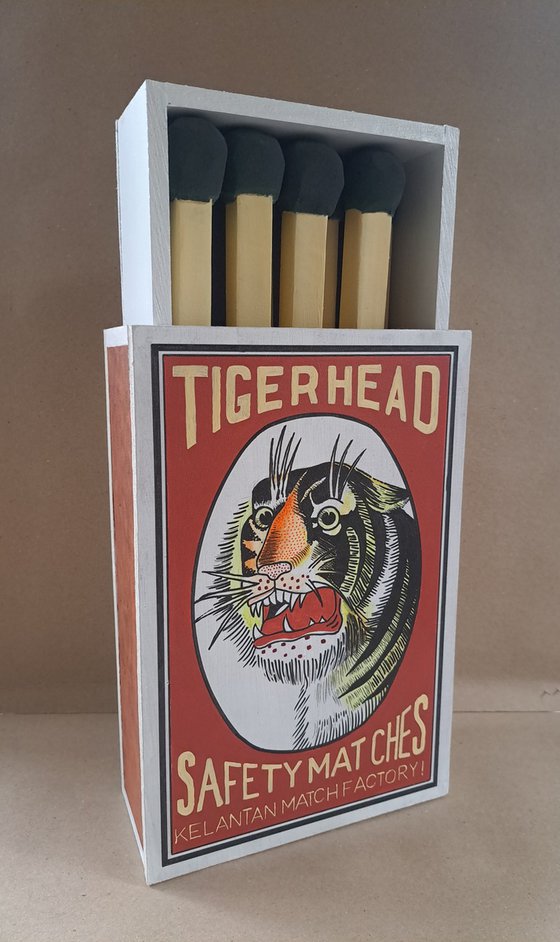 TIGERHEAD
SAFETY MATCHES
KELANTAN MATCH FACTORY!